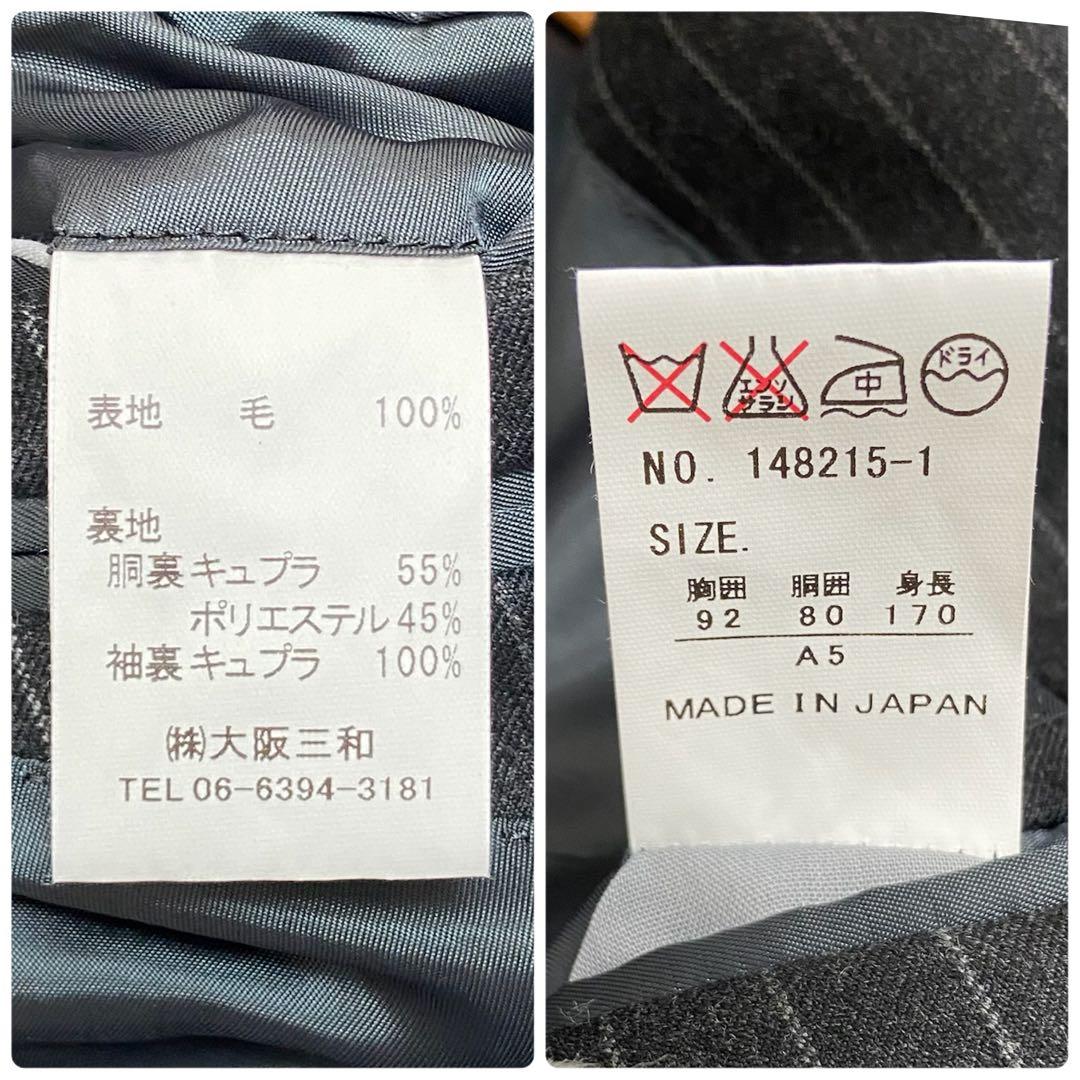 表地 毛 100%
裏地
胴裏キュプラ 55%
ポリエステル 45%
袖裏キュプラ 100%
㈱大阪三和
TEL 06-6394-3181
エンソサラシ 中 ドライ
NO. 148215-1
SIZE.
胸囲 胴囲 身長
92 80 170
A5
MADE IN JAPAN